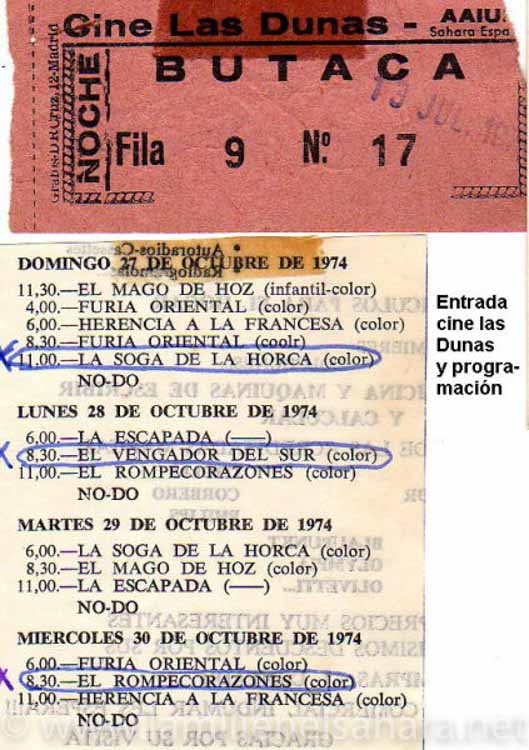 Cine Las Dunas - AAIU
Sahara Espa
BUTACA
NOCHE
Fila 9 N.º 17
13 JUL.
DOMINGO 27 DE OCTUBRE DE 1974
11,30.—EL MAGO DE HOZ (infantil-color)
4,00.—FURIA ORIENTAL (color)
6,00.—HERENCIA A LA FRANCESA (color)
8,30.—FURIA ORIENTAL (coolr)
11,00.—LA SOGA DE LA HORCA (color)
NO-DO
LUNES 28 DE OCTUBRE DE 1974
6,00.—LA ESCAPADA (——)
8,30.—EL VENGADOR DEL SUR (color)
11,00.—EL ROMPECORAZONES (color)
NO-DO
MARTES 29 DE OCTUBRE DE 1974
6,00.—LA SOGA DE LA HORCA (color)
8,30.—EL MAGO DE HOZ (color)
11,00.—LA ESCAPADA (——)
NO-DO
MIERCOLES 30 DE OCTUBRE DE 1974
6,00.—FURIA ORIENTAL (color)
8,30.—EL ROMPECORAZONES (color)
11,00.—HERENCIA A LA FRANCESA (color)
NO-DO
Entrada
cine las
Dunas
y progra-
mación